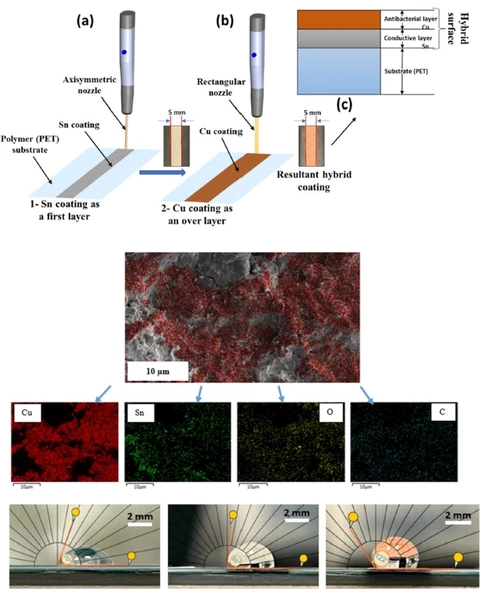 (a)
(b)
(c)
Axisymmetric
nozzle
Sn coating
Polymer (PET)
substrate
1- Sn coating as
a first layer
5 mm
Rectangular
nozzle
Cu coating
2- Cu coating as
an over layer
5 mm
Resultant hybrid
coating
Antibacterial layer
Cu
Conductive layer
Sn
Substrate (PET)
Hybrid
surface
10 µm
Cu
Sn
O
C
10µm
10µm
10µm
10µm
2 mm
2 mm
2 mm